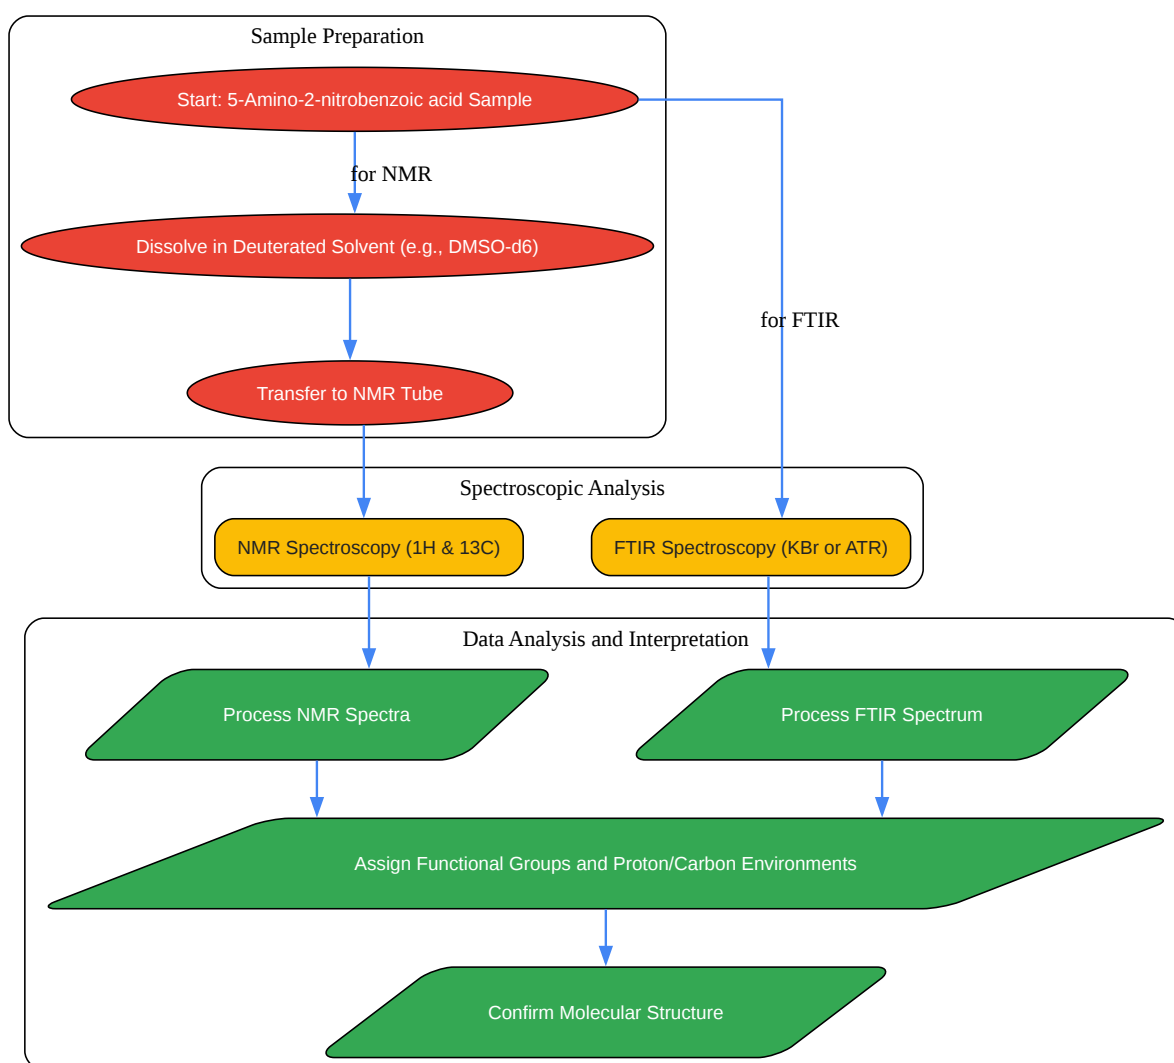 Sample Preparation
Start: 5-Amino-2-nitrobenzoic acid Sample
for NMR
Dissolve in Deuterated Solvent (e.g., DMSO-d6)
for FTIR
Transfer to NMR Tube
Spectroscopic Analysis
NMR Spectroscopy (1H & 13C)
FTIR Spectroscopy (KBr or ATR)
Data Analysis and Interpretation
Process NMR Spectra
Process FTIR Spectrum
Assign Functional Groups and Proton/Carbon Environments
Confirm Molecular Structure